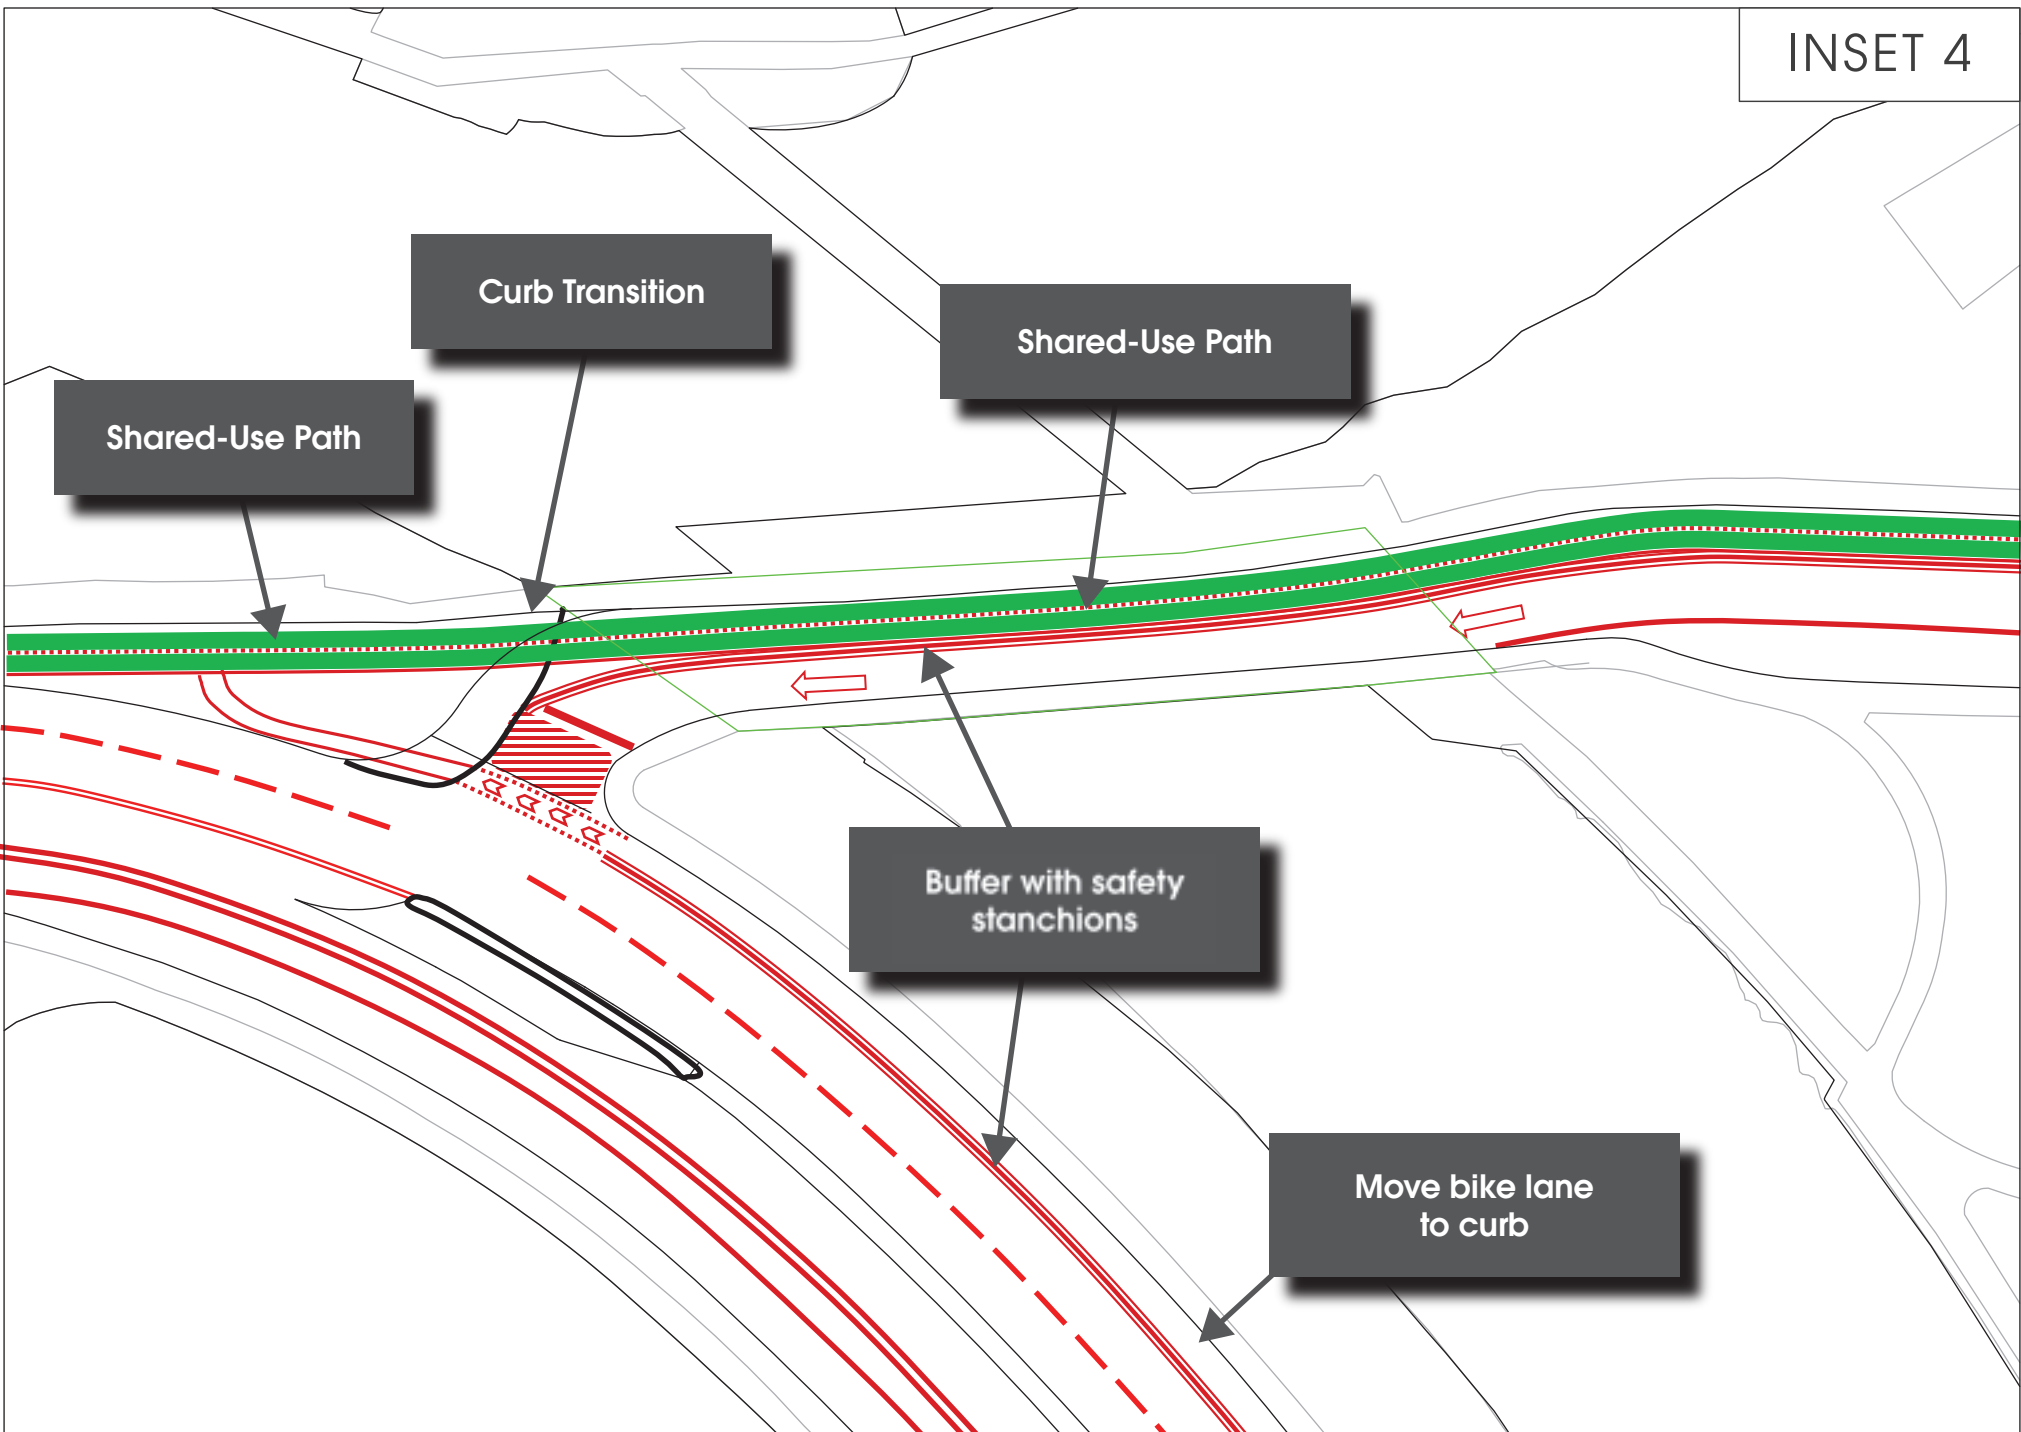 INSET 4
Curb Transition
Shared-Use Path
Shared-Use Path
Buffer with safety
stanchions
Move bike lane
to curb